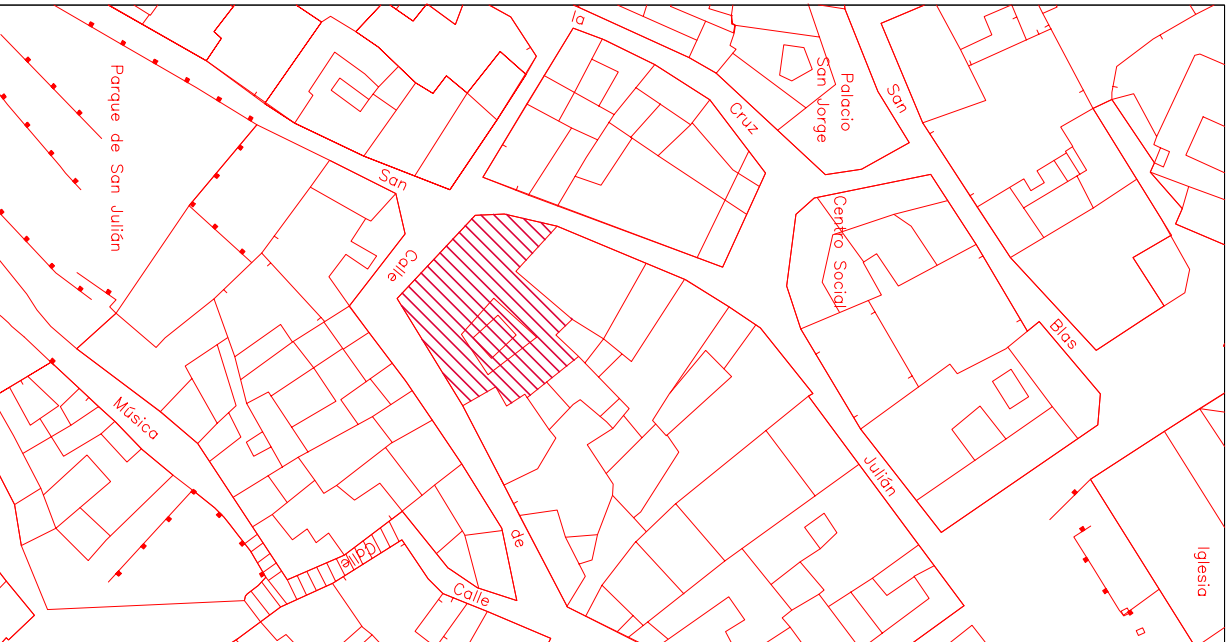 la
Parque de San Julián
Palacio
San Jorge
San
Cruz
San
Centro Social
Calle
Blas
Música
Julián
de
Calle
Calle
Iglesia